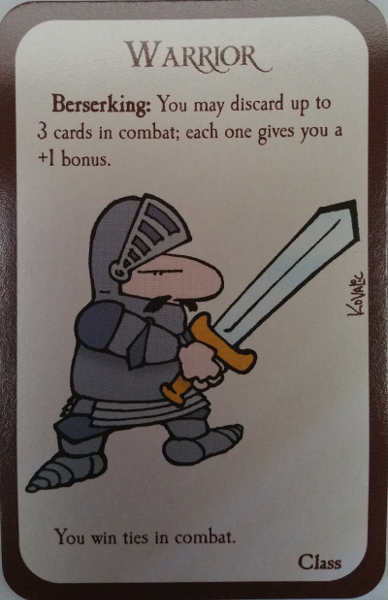 WARRIOR
Berserking: You may discard up to
3 cards in combat; each one gives you a
+1 bonus.
KOVALIC
You win ties in combat.
Class